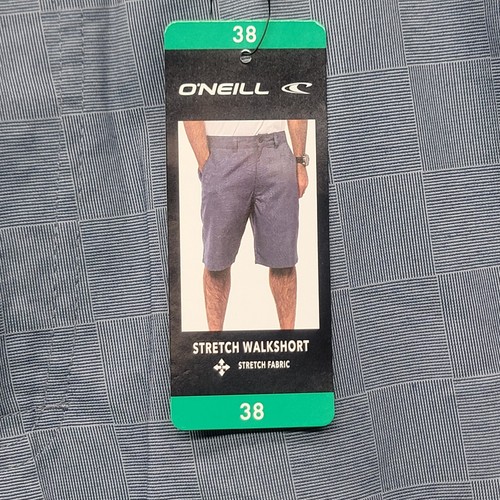 38
O'NEILL
STRETCH WALKSHORT
STRETCH FABRIC
38